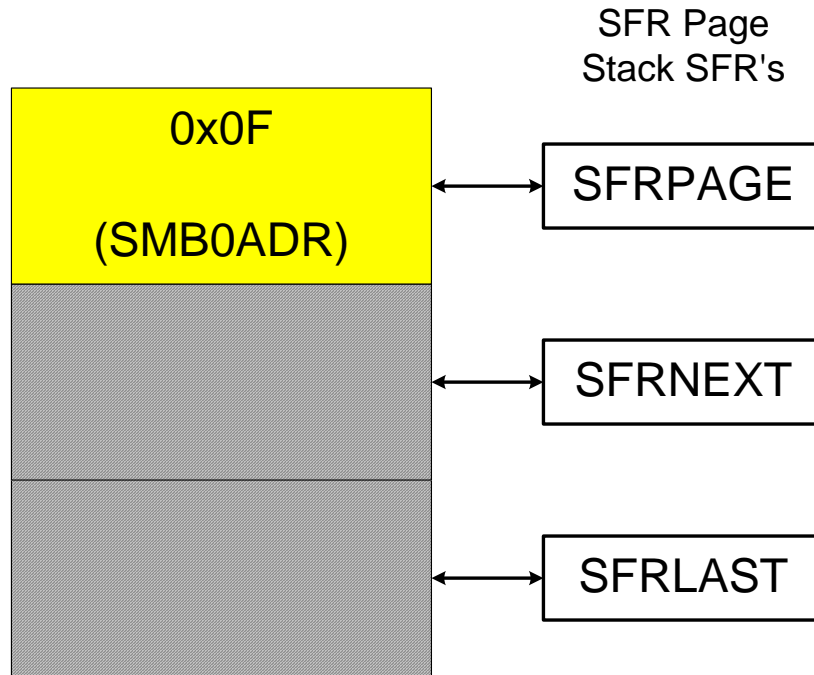 SFR Page
Stack SFR's
0x0F
(SMB0ADR)
SFRPAGE
SFRNEXT
SFRLAST